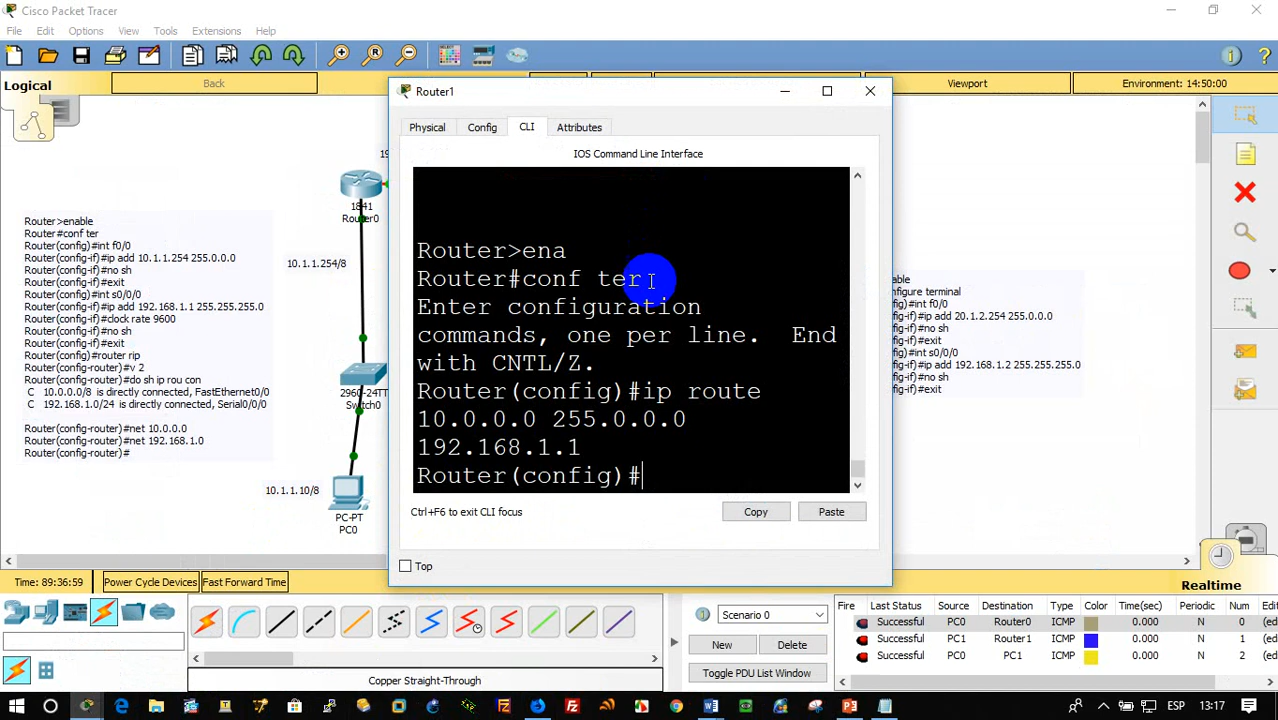 Cisco Packet Tracer
File Edit Options View Tools Extensions Help
Logical
Back
Viewport
Environment: 14:50:00
19
1841
Router0
10.1.1.254/8
2960-24TT
Switch0
10.1.1.10/8
PC-PT
PC0
Router>enable
Router#conf ter
Router(config)#int f0/0
Router(config-if)#ip add 10.1.1.254 255.0.0.0
Router(config-if)#no sh
Router(config-if)#exit
Router(config)#int s0/0/0
Router(config-if)#ip add 192.168.1.1 255.255.255.0
Router(config-if)#clock rate 9600
Router(config-if)#no sh
Router(config-if)#exit
Router(config)#router rip
Router(config-router)#v 2
Router(config-router)#do sh ip rou con
C 10.0.0.0/8 is directly connected, FastEthernet0/0
C 192.168.1.0/24 is directly connected, Serial0/0/0
Router(config-router)#net 10.0.0.0
Router(config-router)#net 192.168.1.0
Router(config-router)#
Router1
Physical Config CLI Attributes
IOS Command Line Interface
Router>ena
Router#conf ter
Enter configuration
commands, one per line. End
with CNTL/Z.
Router(config)#ip route
10.0.0.0 255.0.0.0
192.168.1.1
Router(config)#
Ctrl+F6 to exit CLI focus
Copy
Paste
Top
able
nfigure terminal
fig)#int f0/0
fig-if)#ip add 20.1.2.254 255.0.0.0
fig-if)#no sh
fig-if)#exit
fig)#int s0/0/0
fig-if)#ip add 192.168.1.2 255.255.255.0
fig-if)#no sh
fig-if)#exit
Time: 89:36:59
Power Cycle Devices
Fast Forward Time
Realtime
Scenario 0
New
Delete
Toggle PDU List Window
Fire Last Status Source Destination Type Color Time(sec) Periodic Num Edit
Successful PC0 Router0 ICMP 0.000 N 0 (ed
Successful PC1 Router1 ICMP 0.000 N 1 (edi
Successful PC0 PC1 ICMP 0.000 N 2 (edi
Copper Straight-Through
ESP
13:17